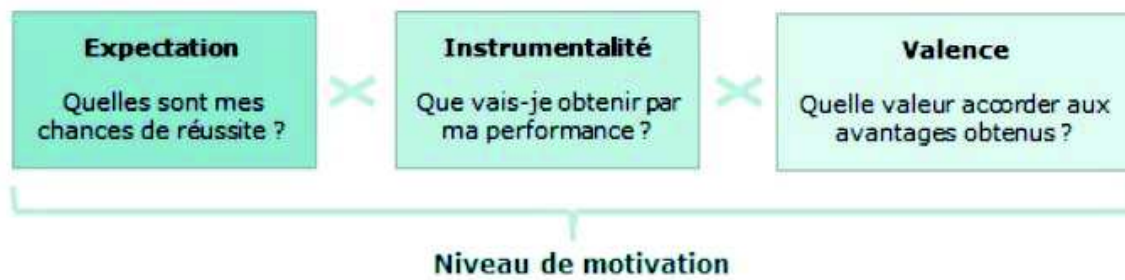 Expectation
Quelles sont mes
chances de réussite ?
Instrumentalité
Que vais-je obtenir par
ma performance ?
Valence
Quelle valeur accorder aux
avantages obtenus ?
Niveau de motivation